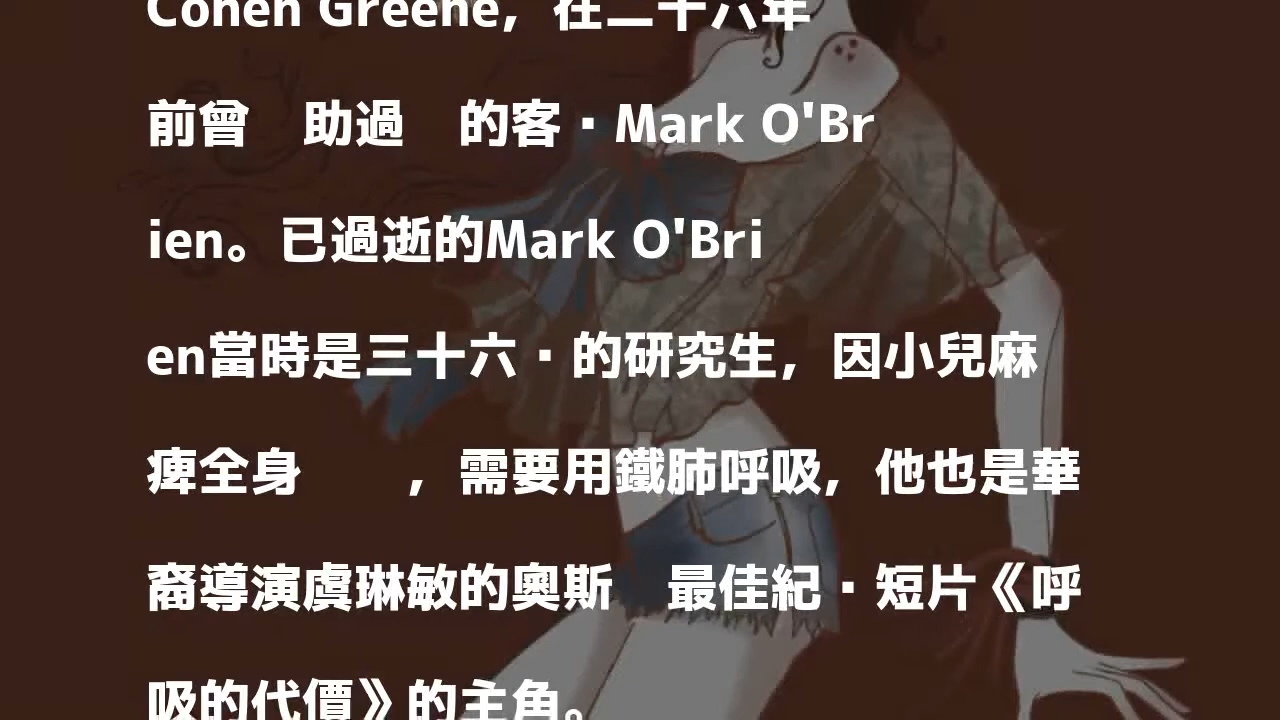 Cohen Greene，在二十六年
前曾　助過　的客·Mark O'Br
ien。已過逝的Mark O'Bri
en當時是三十六·的研究生，因小兒麻
痺全身　　，需要用鐵肺呼吸，他也是華
裔導演虞琳敏的奧斯　最佳紀·短片《呼
吸的代價》的主角。